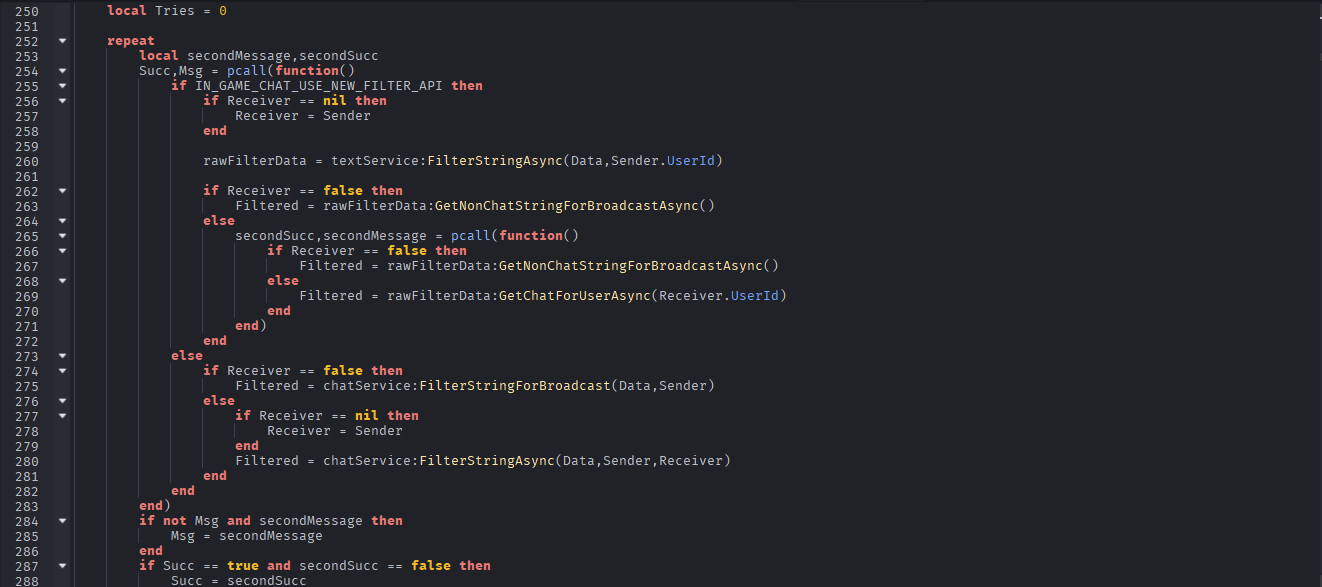 250 local Tries = 0
251
252 repeat
253 local secondMessage,secondSucc
254 Succ,Msg = pcall(function()
255 if IN_GAME_CHAT_USE_NEW_FILTER_API then
256 if Receiver == nil then
257 Receiver = Sender
258 end
259
260 rawFilterData = textService:FilterStringAsync(Data,Sender.UserId)
261
262 if Receiver == false then
263 Filtered = rawFilterData:GetNonChatStringForBroadcastAsync()
264 else
265 secondSucc,secondMessage = pcall(function()
266 if Receiver == false then
267 Filtered = rawFilterData:GetNonChatStringForBroadcastAsync()
268 else
269 Filtered = rawFilterData:GetChatForUserAsync(Receiver.UserId)
270 end
271 end)
272 end
273 else
274 if Receiver == false then
275 Filtered = chatService:FilterStringForBroadcast(Data,Sender)
276 else
277 if Receiver == nil then
278 Receiver = Sender
279 end
280 Filtered = chatService:FilterStringAsync(Data,Sender,Receiver)
281 end
282 end
283 end)
284 if not Msg and secondMessage then
285 Msg = secondMessage
286 end
287 if Succ == true and secondSucc == false then
288 Succ = secondSucc